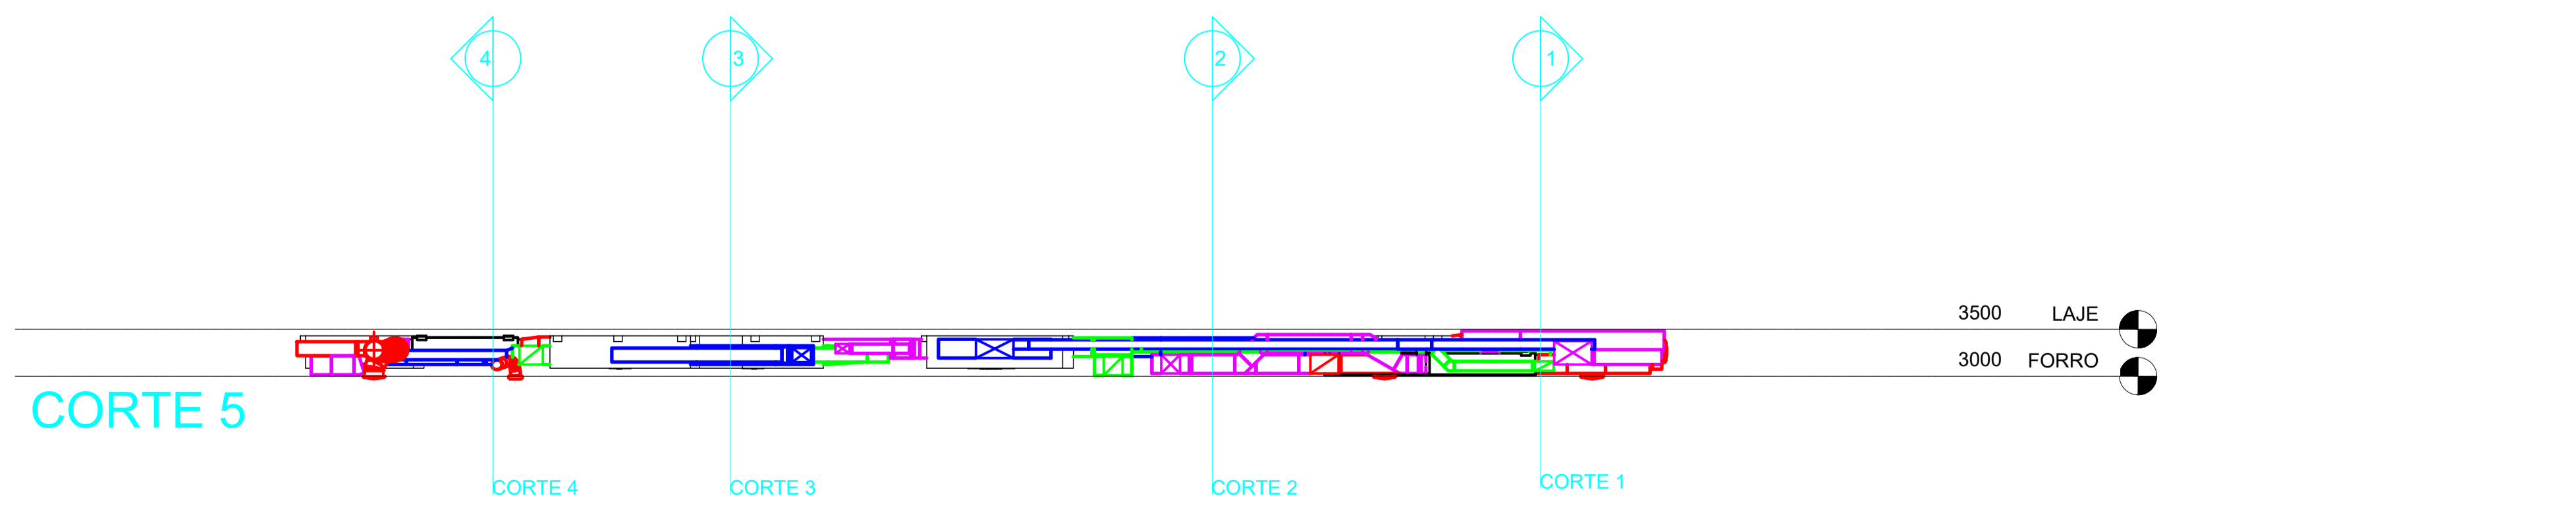 4
3
2
1
3500 LAJE
3000 FORRO
CORTE 5
CORTE 4
CORTE 3
CORTE 2
CORTE 1